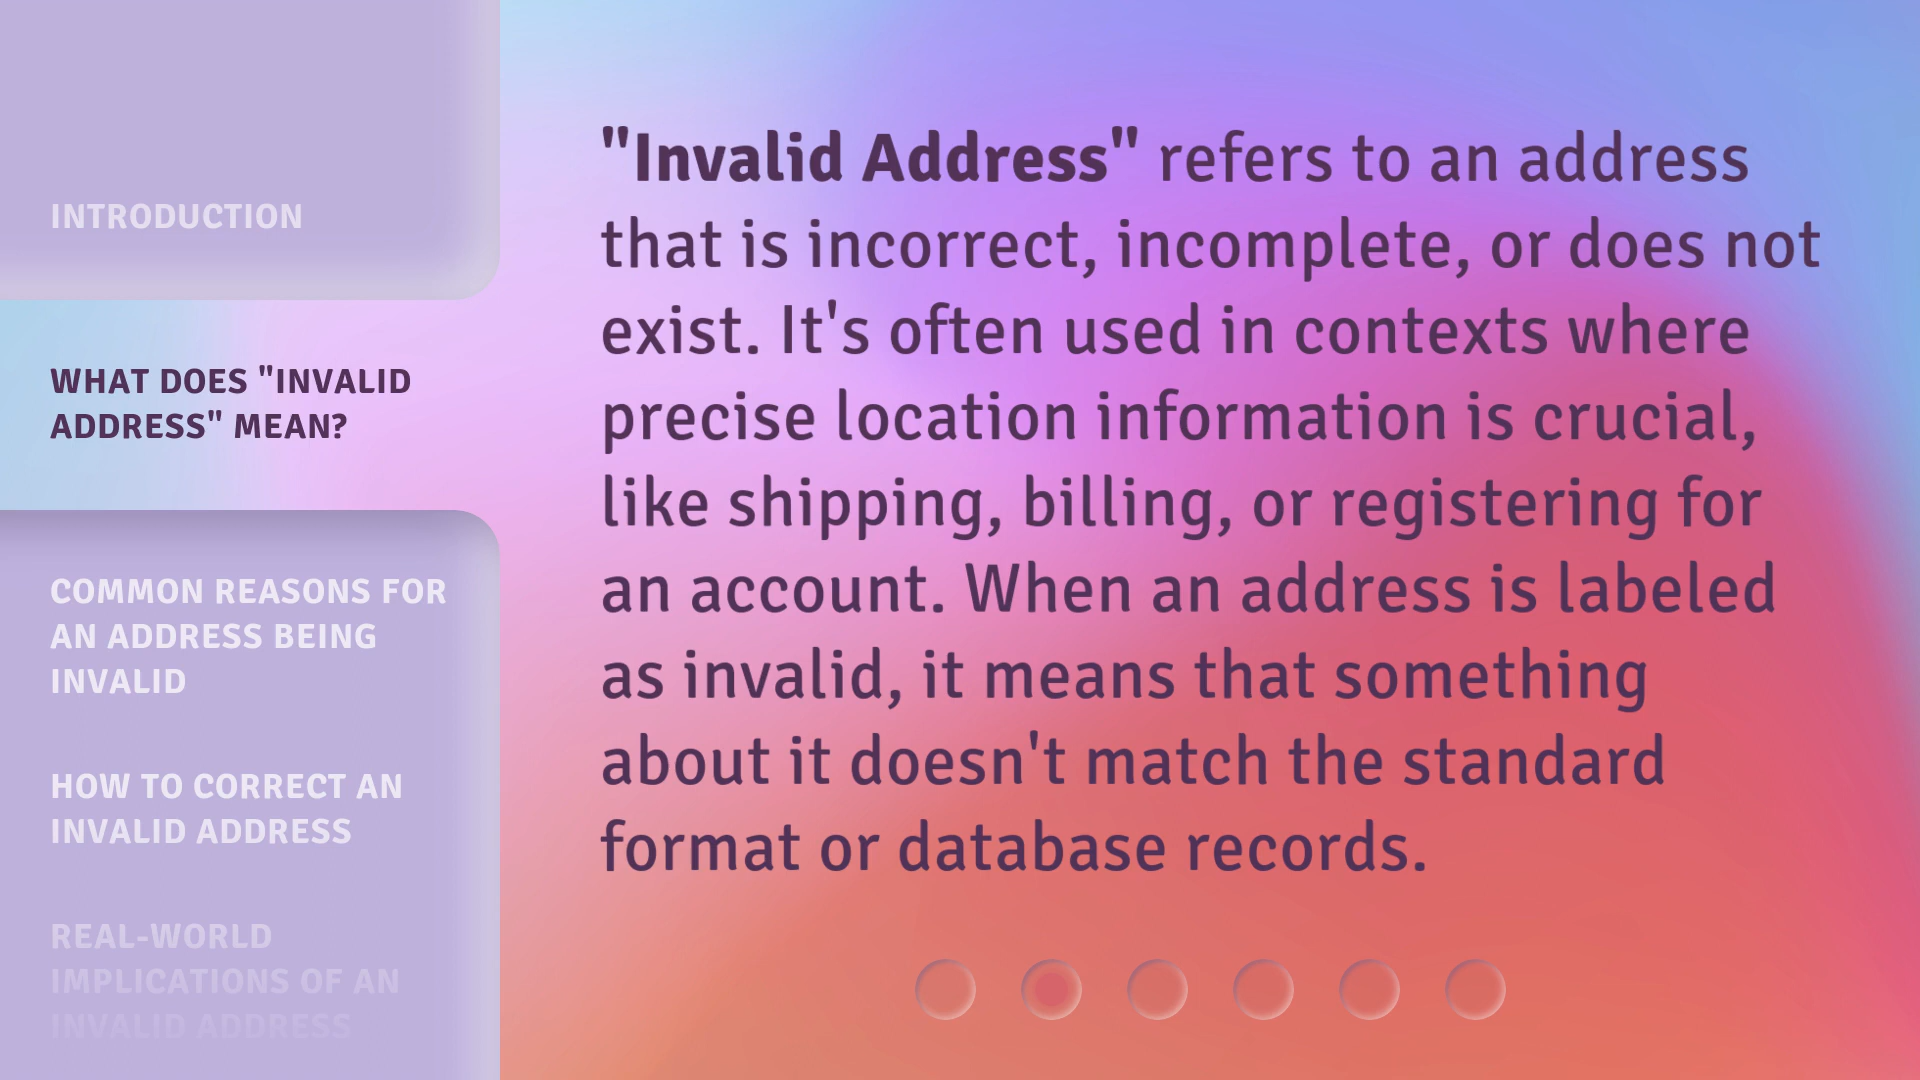 INTRODUCTION
WHAT DOES "INVALID
ADDRESS" MEAN?
COMMON REASONS FOR
AN ADDRESS BEING
INVALID
HOW TO CORRECT AN
INVALID ADDRESS
REAL-WORLD
IMPLICATIONS OF AN
INVALID ADDRESS
"Invalid Address" refers to an address
that is incorrect, incomplete, or does not
exist. It's often used in contexts where
precise location information is crucial,
like shipping, billing, or registering for
an account. When an address is labeled
as invalid, it means that something
about it doesn't match the standard
format or database records.